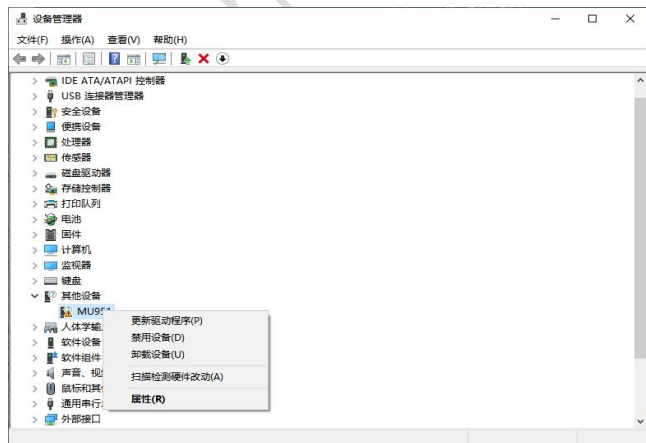 设备管理器
文件(F) 操作(A) 查看(V) 帮助(H)
IDE ATA/ATAPI 控制器
USB 连接器管理器
安全设备
便携设备
处理器
传感器
磁盘驱动器
存储控制器
打印队列
电池
固件
计算机
监视器
键盘
其他设备
MU951
更新驱动程序(P)
人体学输
禁用设备(D)
软件设备
卸载设备(U)
软件组件
声音、视
扫描检测硬件改动(A)
鼠标和其
属性(R)
通用串行
外部接口